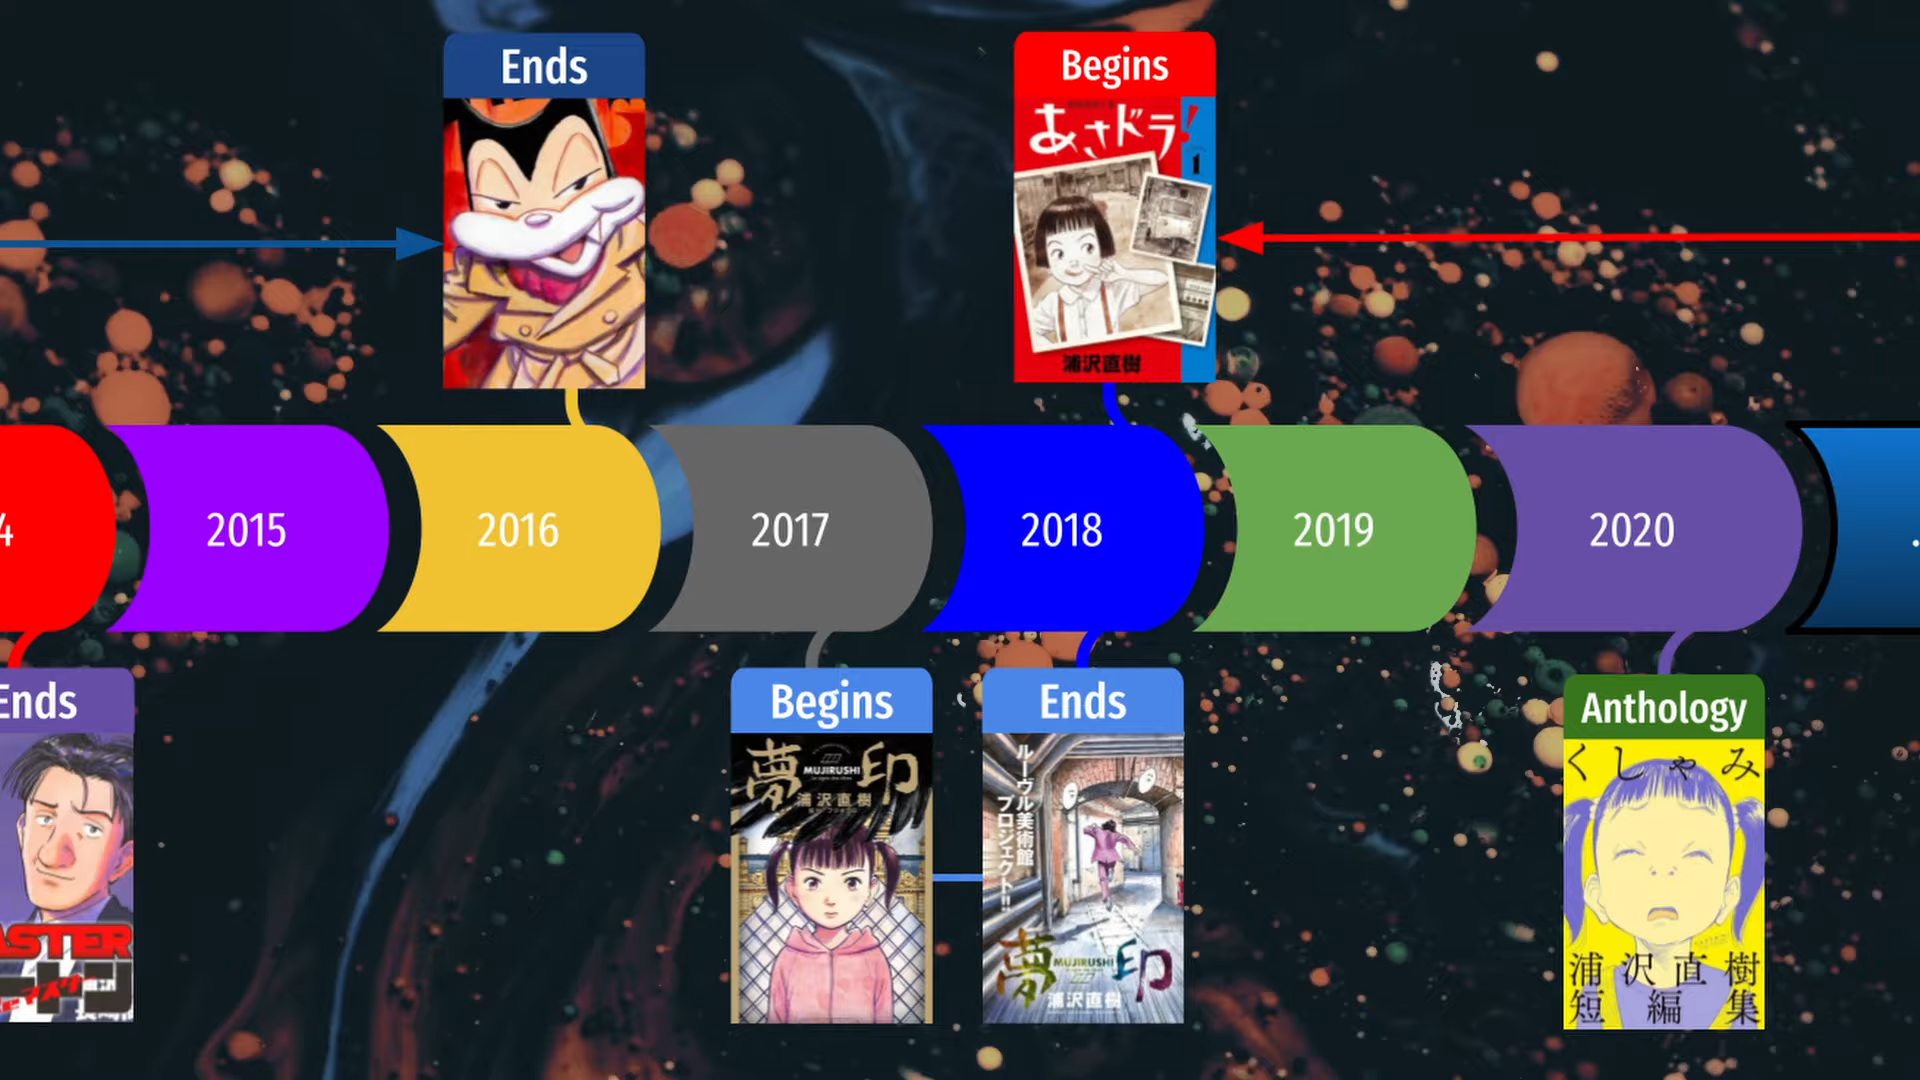 Ends
Begins
あさドラ!
1
浦沢直樹
4
2015
2016
2017
2018
2019
2020
Ends
ASTER
Begins
夢印
MUJIRUSHI
浦沢直樹
Ends
ルーヴル美術館
プロジェクト!!
夢印
MUJIRUSHI
浦沢直樹
Anthology
くしゃみ
浦沢直樹
短編集